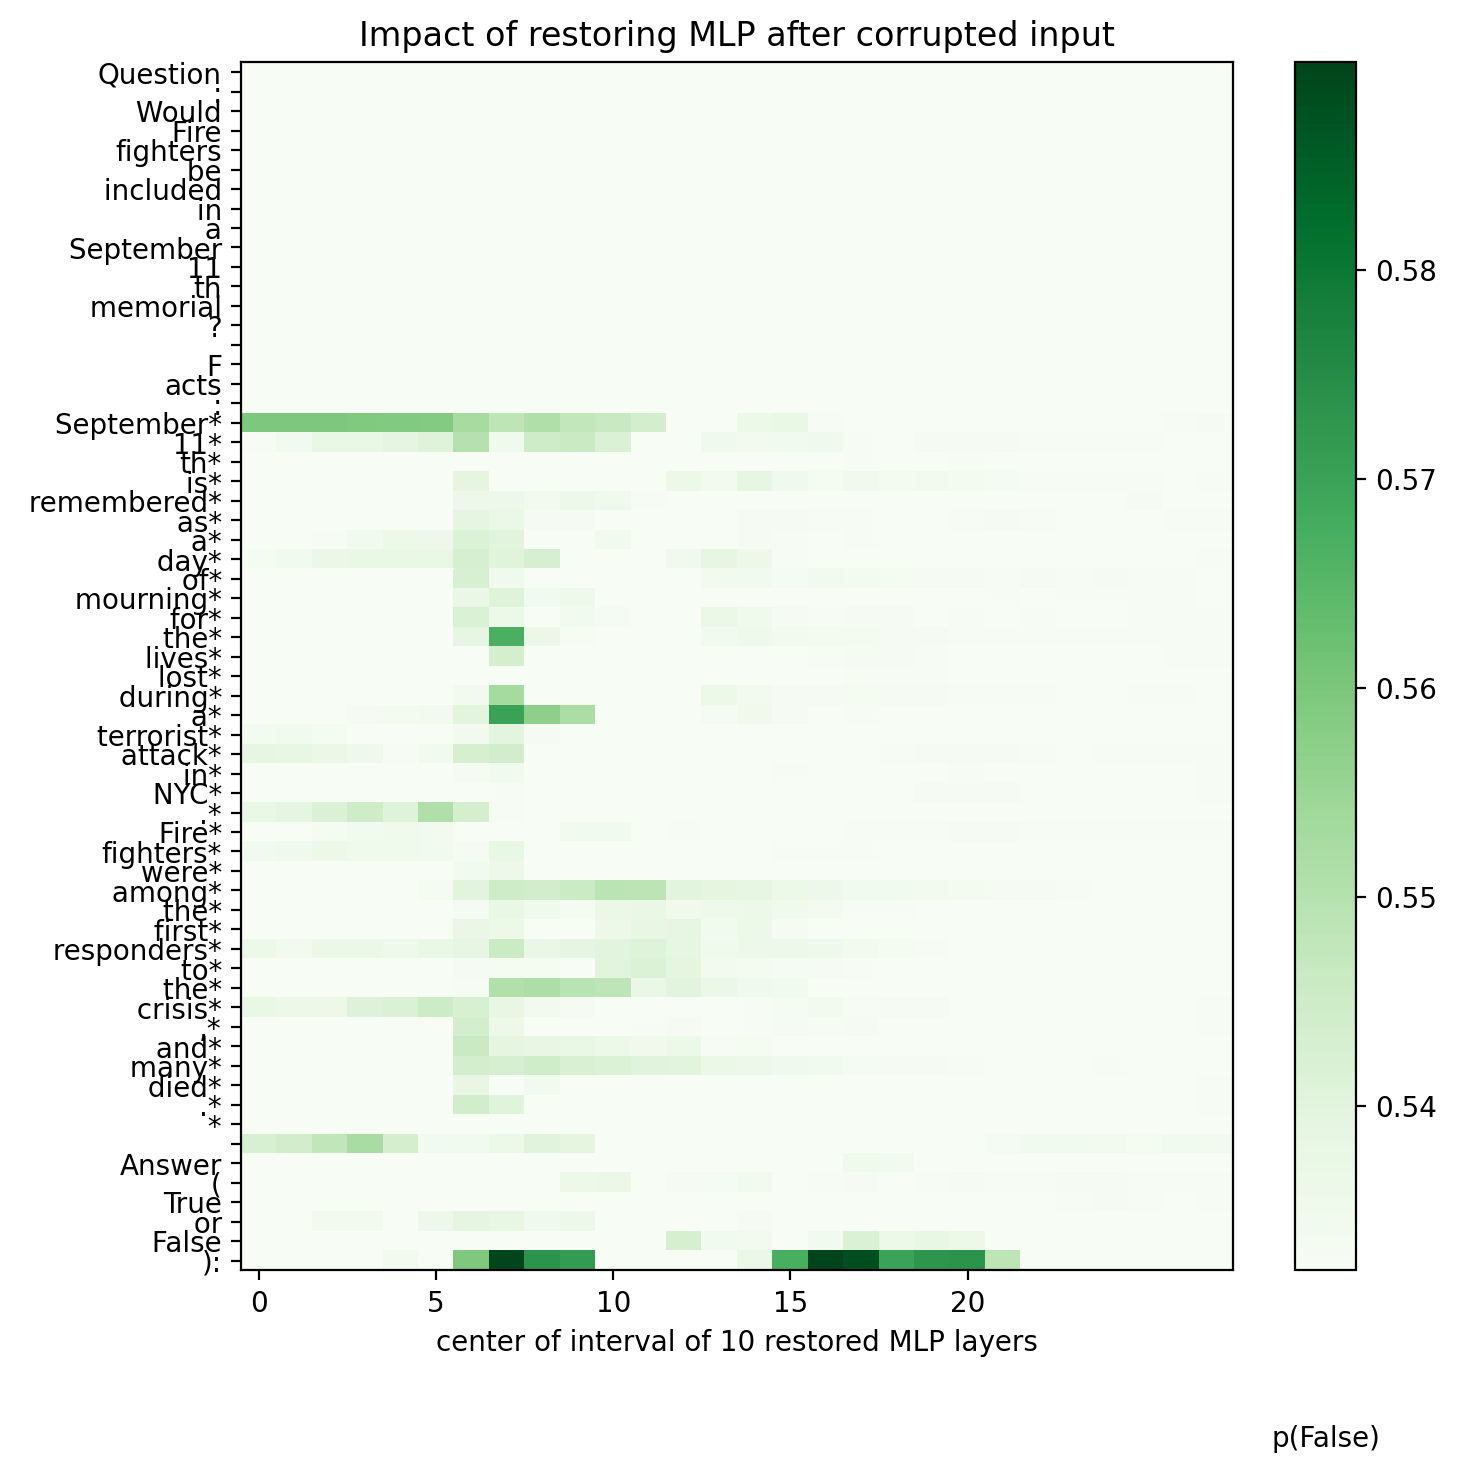 Impact of restoring MLP after corrupted input
Question
:
Would
Fire
fighters
be
included
in
a
September
11
th
memorial
?
F
acts
:
September*
11*
th*
is*
remembered*
as*
a*
day*
of*
mourning*
for*
the*
lives*
lost*
during*
a*
terrorist*
attack*
in*
NYC*
.*
Fire*
fighters*
were*
among*
the*
first*
responders*
to*
the*
crisis*
,*
and*
many*
died*
.*
*
Answer
(
True
or
False
):
0 5 10 15 20
center of interval of 10 restored MLP layers
0.58
0.57
0.56
0.55
0.54
p(False)